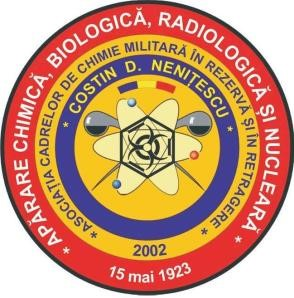 APĂRARE CHIMICĂ, BIOLOGICĂ, RADIOLOGICĂ ȘI NUCLEARĂ
* 15 mai 1923 *
* ASOCIAȚIA CADRELOR DE CHIMIE MILITARĂ ÎN REZERVĂ ȘI ÎN RETRAGERE *
* COSTIN D. NENIȚESCU *
2002